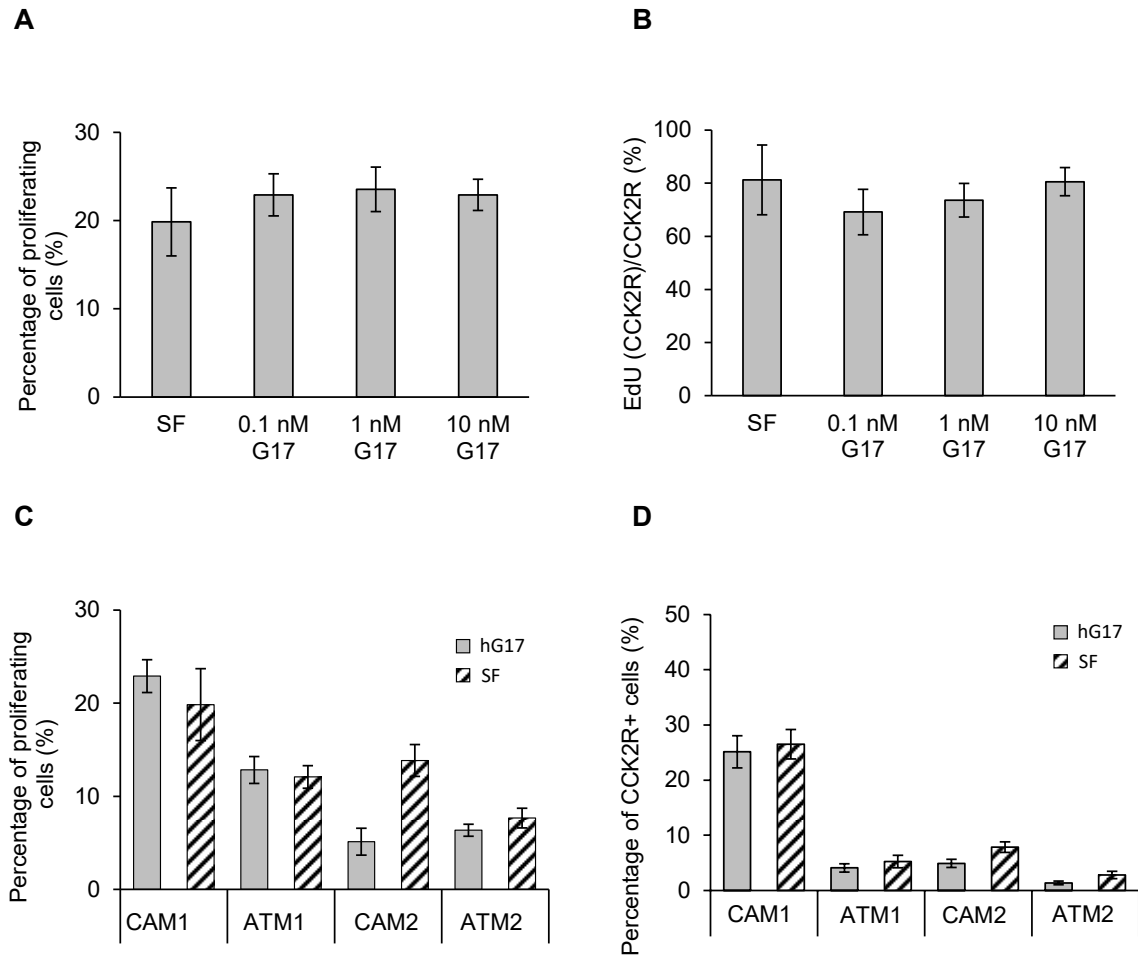 A
Percentage of proliferating
cells (%)
30
20
10
0
SF
0.1 nM
G17
1 nM
G17
10 nM
G17
B
EdU (CCK2R)/CCK2R (%)
100
80
60
40
20
0
SF
0.1 nM
G17
1 nM
G17
10 nM
G17
C
Percentage of proliferating
cells (%)
30
20
10
0
hG17
SF
CAM1
ATM1
CAM2
ATM2
D
Percentage of CCK2R+ cells (%)
50
40
30
20
10
0
hG17
SF
CAM1
ATM1
CAM2
ATM2